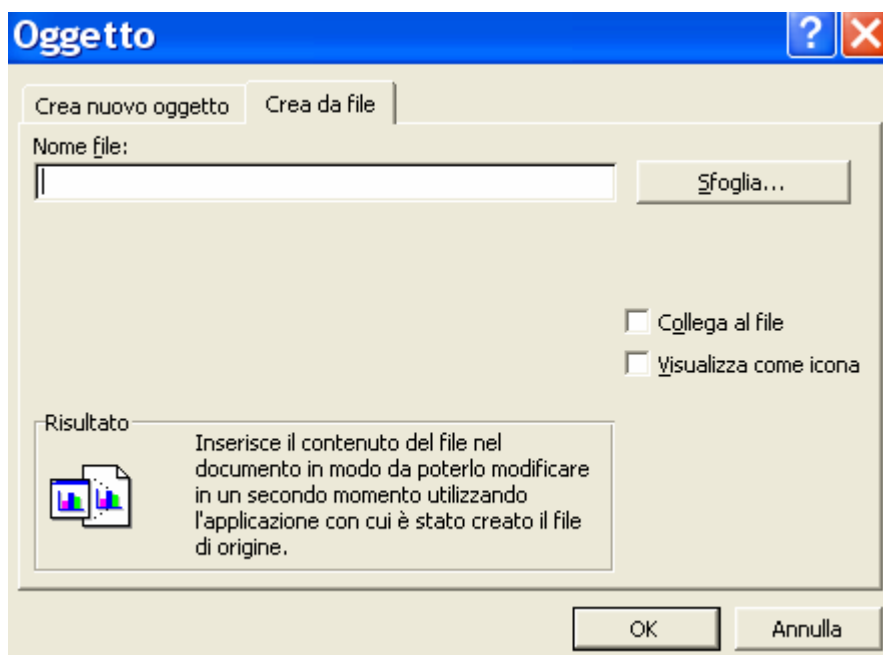 Oggetto
Crea nuovo oggetto
Crea da file
Nome file:
Sfoglia...
Collega al file
Visualizza come icona
Risultato
Inserisce il contenuto del file nel
documento in modo da poterlo modificare
in un secondo momento utilizzando
l'applicazione con cui è stato creato il file
di origine.
OK
Annulla